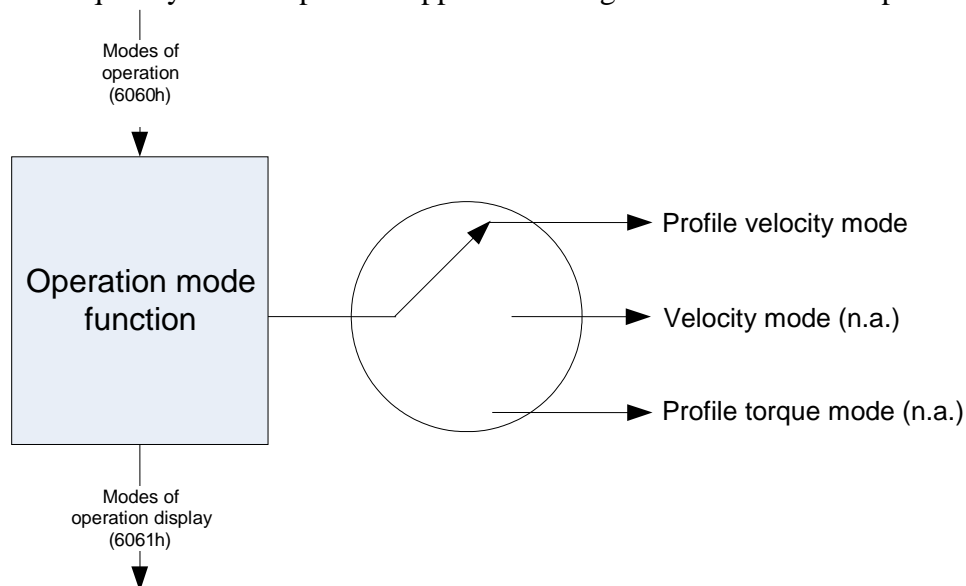 Modes of
operation
(6060h)
Operation mode
function
Profile velocity mode
Velocity mode (n.a.)
Profile torque mode (n.a.)
Modes of
operation display
(6061h)